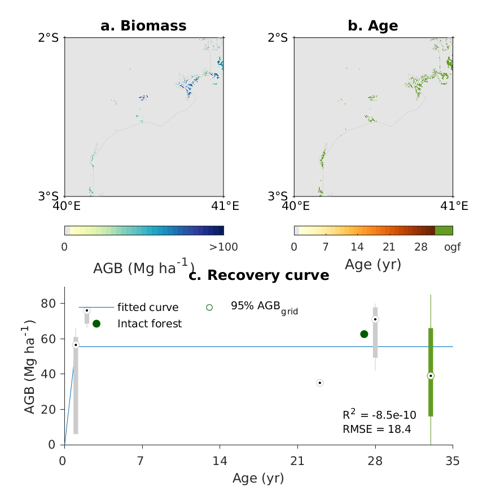 a. Biomass
b. Age
2°S
2°S
3°S
3°S
40°E
41°E
40°E
41°E
0
>100
0 7 14 21 28 ogf
AGB (Mg ha⁻¹)
Age (yr)
c. Recovery curve
fitted curve
95% AGB_grid
Intact forest
AGB (Mg ha⁻¹)
80
60
40
20
0
R² = -8.5e-10
RMSE = 18.4
0 7 14 21 28 35
Age (yr)